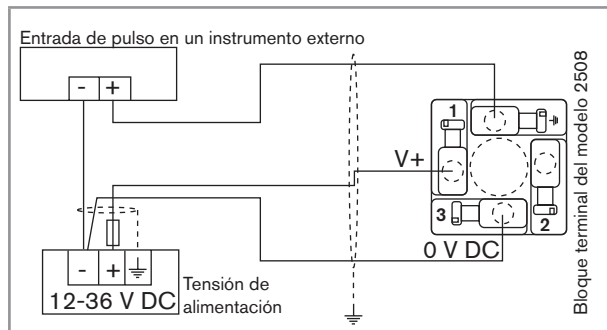 Entrada de pulso en un instrumento externo
- +
1
V+
3
2
0 V DC
- +
12-36 V DC
Tensión de
alimentación
Bloque terminal del modelo 2508